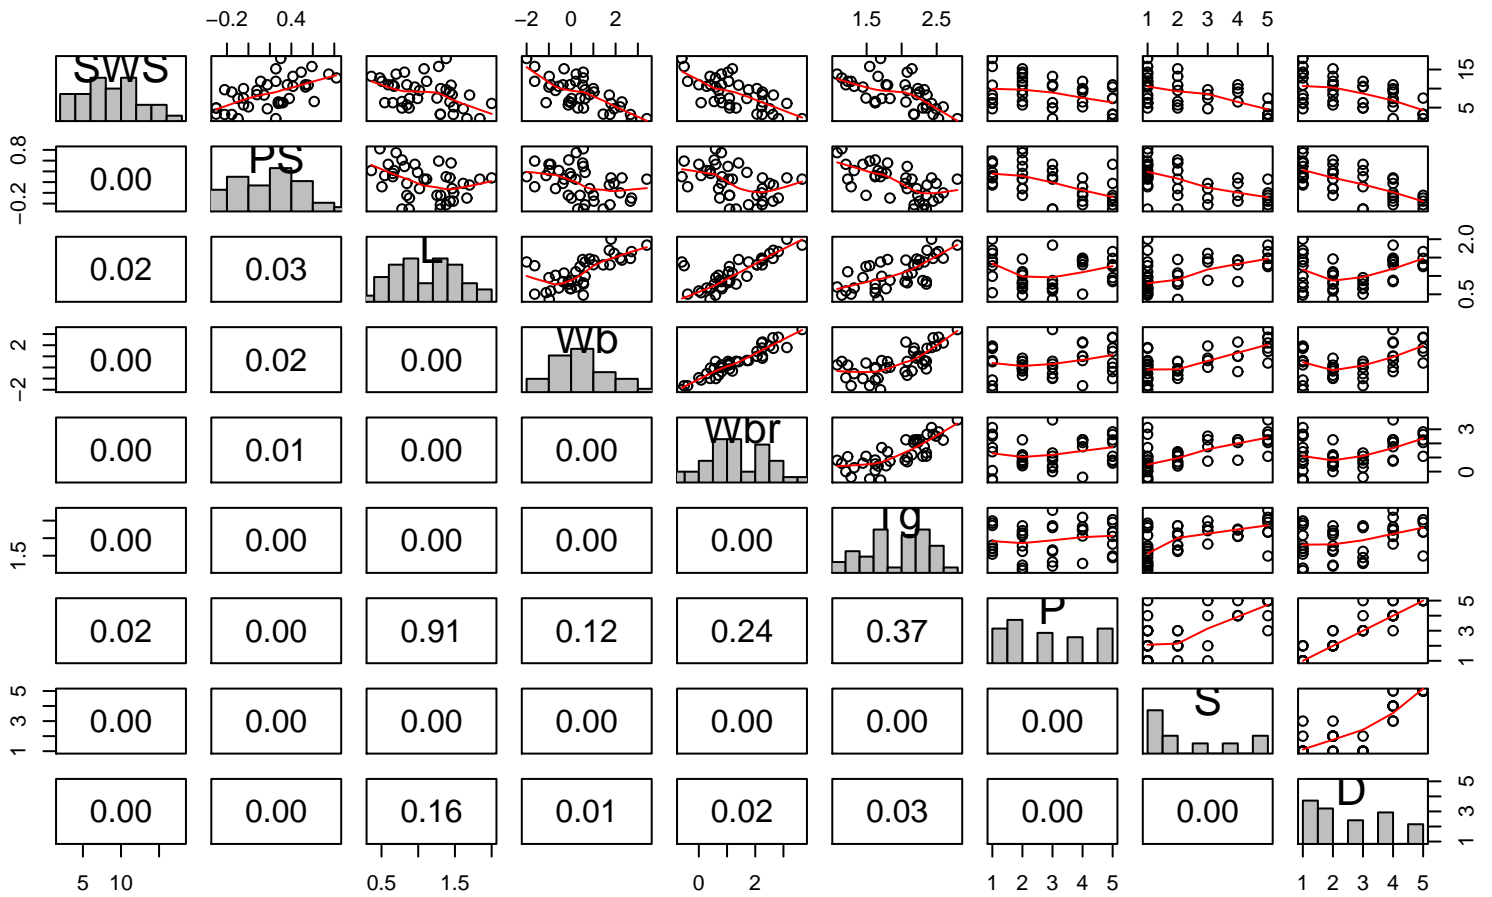 −0.2 0.4 −2 0 2 1.5 2.5 1 2 3 4 5
SWS 5 15
−0.2 0.8 0.00 PS
0.02 0.03 L 0.5 2.0
−2 2 0.00 0.02 0.00 Wb
0.00 0.01 0.00 0.00 Wbr 0 3
1.5 0.00 0.00 0.00 0.00 0.00 Tg
0.02 0.00 0.91 0.12 0.24 0.37 P 1 3 5
1 3 5 0.00 0.00 0.00 0.00 0.00 0.00 0.00 S
0.00 0.00 0.16 0.01 0.02 0.03 0.00 0.00 D 1 3 5
5 10 0.5 1.5 0 2 1 2 3 4 5 1 2 3 4 5